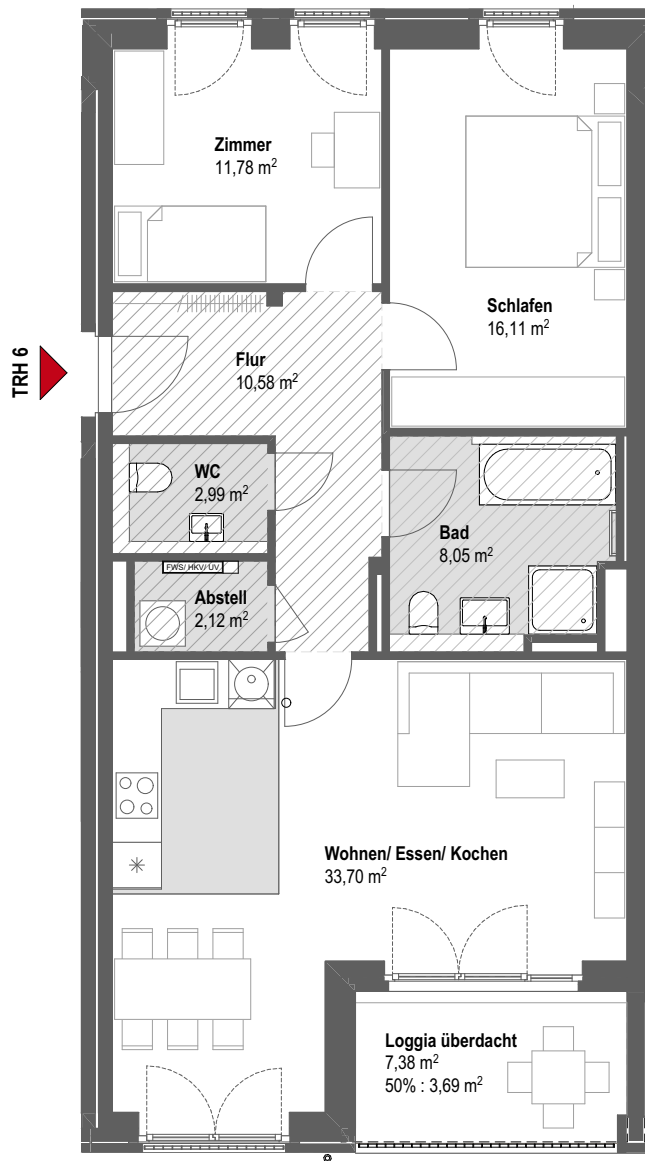 Zimmer
11,78 m²
Schlafen
16,11 m²
TRH 6
Flur
10,58 m²
WC
2,99 m²
Bad
8,05 m²
FWS/ HKV/ ÜV
Abstell
2,12 m²
Wohnen/ Essen/ Kochen
33,70 m²
Loggia überdacht
7,38 m²
50% : 3,69 m²